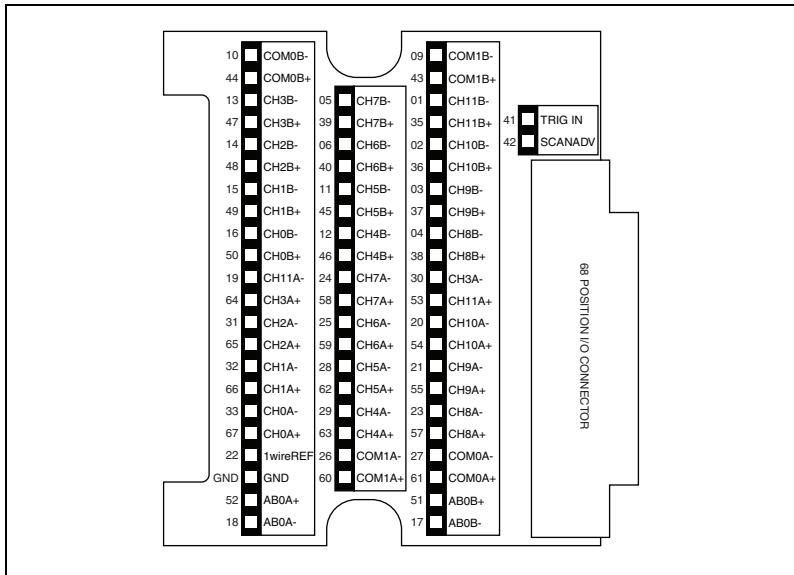 10 COM0B-
44 COM0B+
13 CH3B-
47 CH3B+
14 CH2B-
48 CH2B+
15 CH1B-
49 CH1B+
16 CH0B-
50 CH0B+
19 CH11A-
64 CH3A+
31 CH2A-
65 CH2A+
32 CH1A-
66 CH1A+
33 CH0A-
67 CH0A+
22 1wireREF
GND GND
52 AB0A+
18 AB0A-
05 CH7B-
39 CH7B+
06 CH6B-
40 CH6B+
11 CH5B-
45 CH5B+
12 CH4B-
46 CH4B+
24 CH7A-
58 CH7A+
25 CH6A-
59 CH6A+
28 CH5A-
62 CH5A+
29 CH4A-
63 CH4A+
26 COM1A-
60 COM1A+
09 COM1B-
43 COM1B+
01 CH11B-
35 CH11B+
02 CH10B-
36 CH10B+
03 CH9B-
37 CH9B+
04 CH8B-
38 CH8B+
30 CH3A-
53 CH11A+
20 CH10A-
54 CH10A+
21 CH9A-
55 CH9A+
23 CH8A-
57 CH8A+
27 COM0A-
61 COM0A+
51 AB0B+
17 AB0B-
41 TRIG IN
42 SCANADV
68 POSITION I/O CONNECTOR